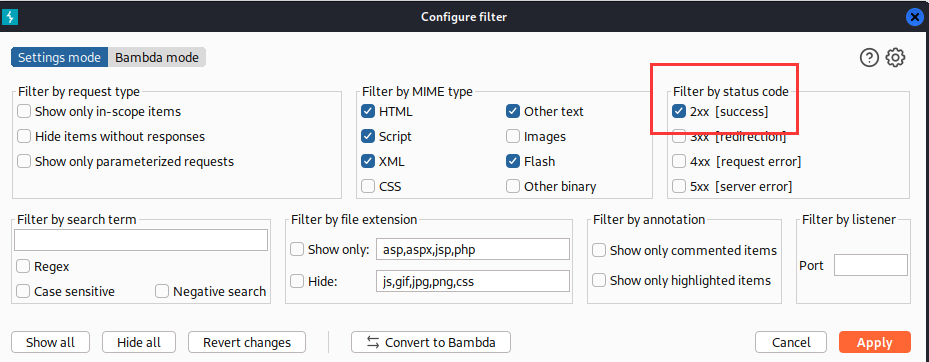 Configure filter
Settings mode Bambda mode
Filter by request type
Show only in-scope items
Hide items without responses
Show only parameterized requests
Filter by MIME type
HTML Other text
Script Images
XML Flash
CSS Other binary
Filter by status code
2xx [success]
3xx [redirection]
4xx [request error]
5xx [server error]
Filter by search term
Regex
Case sensitive Negative search
Filter by file extension
Show only: asp,aspx,jsp,php
Hide: js,gif,jpg,png,css
Filter by annotation
Show only commented items
Show only highlighted items
Filter by listener
Port
Show all Hide all Revert changes Convert to Bambda Cancel Apply